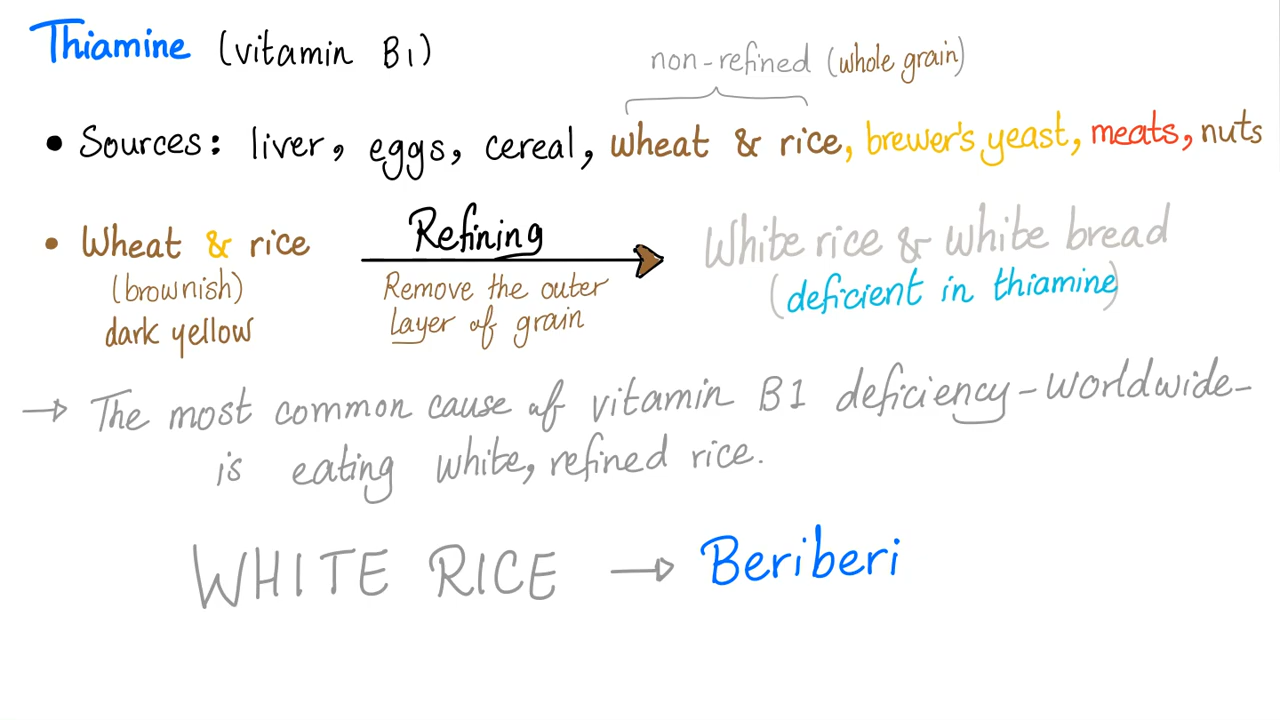 Thiamine (vitamin B1)
non-refined (whole grain)
• Sources: liver, eggs, cereal, wheat & rice, brewer's yeast, meats, nuts
• Wheat & rice Refining White rice & white bread
(brownish) Remove the outer (deficient in thiamine)
dark yellow layer of grain
→ The most common cause of vitamin B1 deficiency-worldwide-
is eating white, refined rice.
WHITE RICE → Beriberi